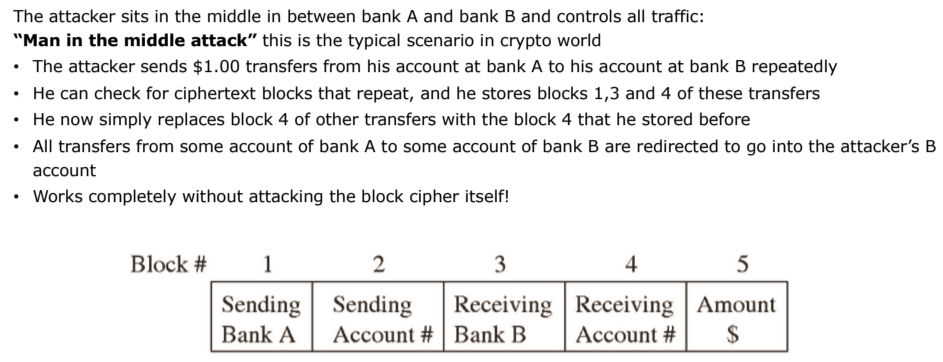 The attacker sits in the middle in between bank A and bank B and controls all traffic:
“Man in the middle attack” this is the typical scenario in crypto world
• The attacker sends $1.00 transfers from his account at bank A to his account at bank B repeatedly
• He can check for ciphertext blocks that repeat, and he stores blocks 1,3 and 4 of these transfers
• He now simply replaces block 4 of other transfers with the block 4 that he stored before
• All transfers from some account of bank A to some account of bank B are redirected to go into the attacker’s B
account
• Works completely without attacking the block cipher itself!
Block # 1 2 3 4 5
Sending Sending Receiving Receiving Amount
Bank A Account # Bank B Account # $